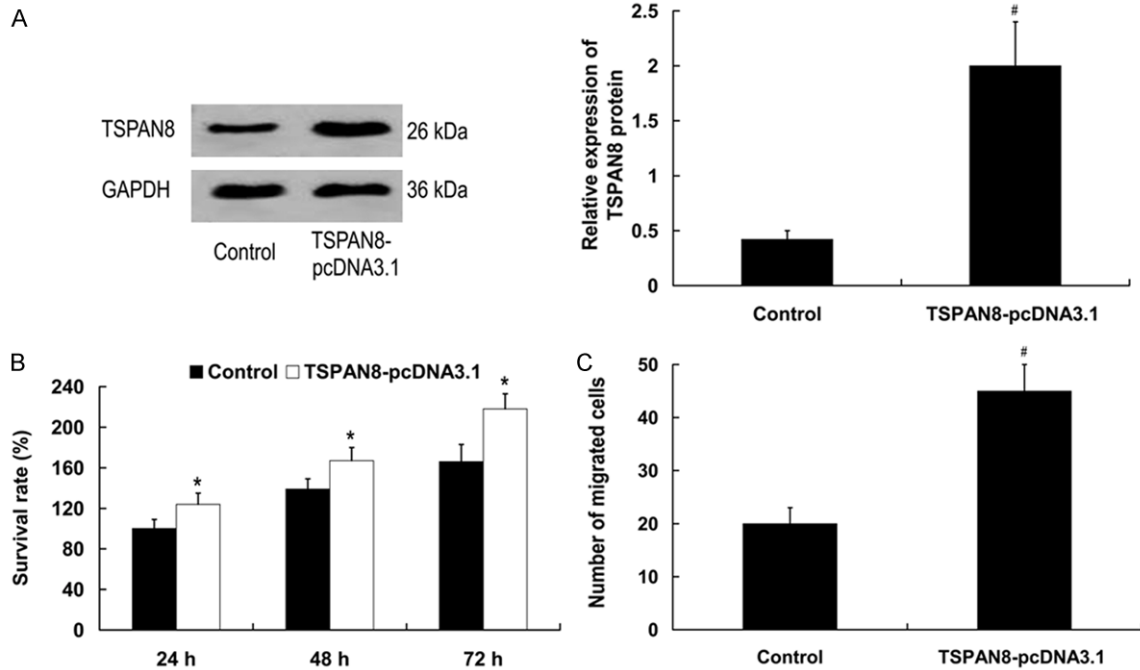 A
TSPAN8
26 kDa
GAPDH
36 kDa
Control
TSPAN8-
pcDNA3.1
Relative expression of
TSPAN8 protein
2.5
2
1.5
1
0.5
0
#
Control
TSPAN8-pcDNA3.1
B
Control
TSPAN8-pcDNA3.1
Survival rate (%)
240
200
160
120
80
40
0
*
*
*
24 h
48 h
72 h
C
Number of migrated cells
50
40
30
20
10
0
#
Control
TSPAN8-pcDNA3.1